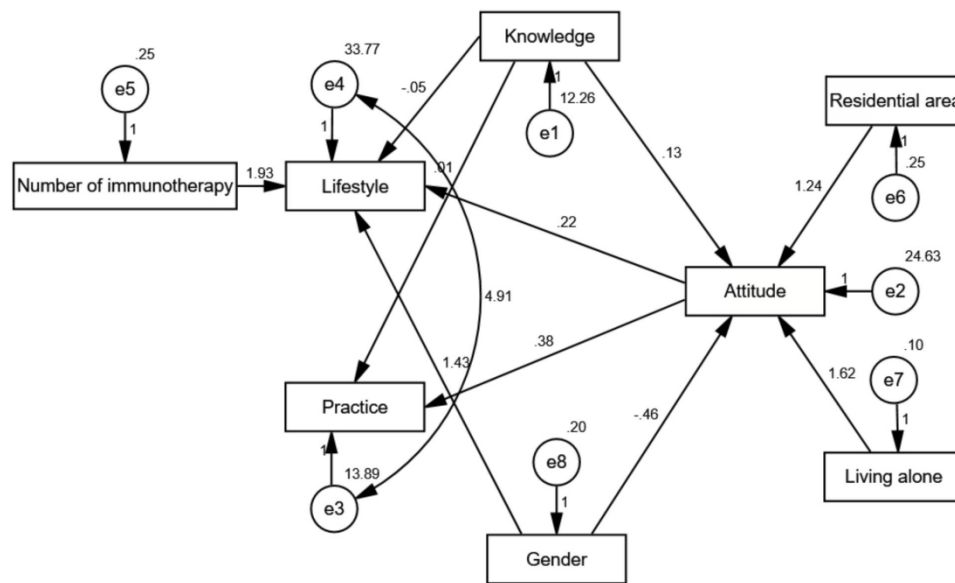 Knowledge
.25
33.77
e5
e4
-.05
1
12.26
e1
Residential area
1
1
.13
1
.25
e6
Number of immunotherapy
1.93
Lifestyle
.01
1.24
.22
24.63
Attitude
1
e2
4.91
.38
.10
1.43
1.62
e7
Practice
-.46
1
.20
1
13.89
e8
Living alone
e3
1
Gender